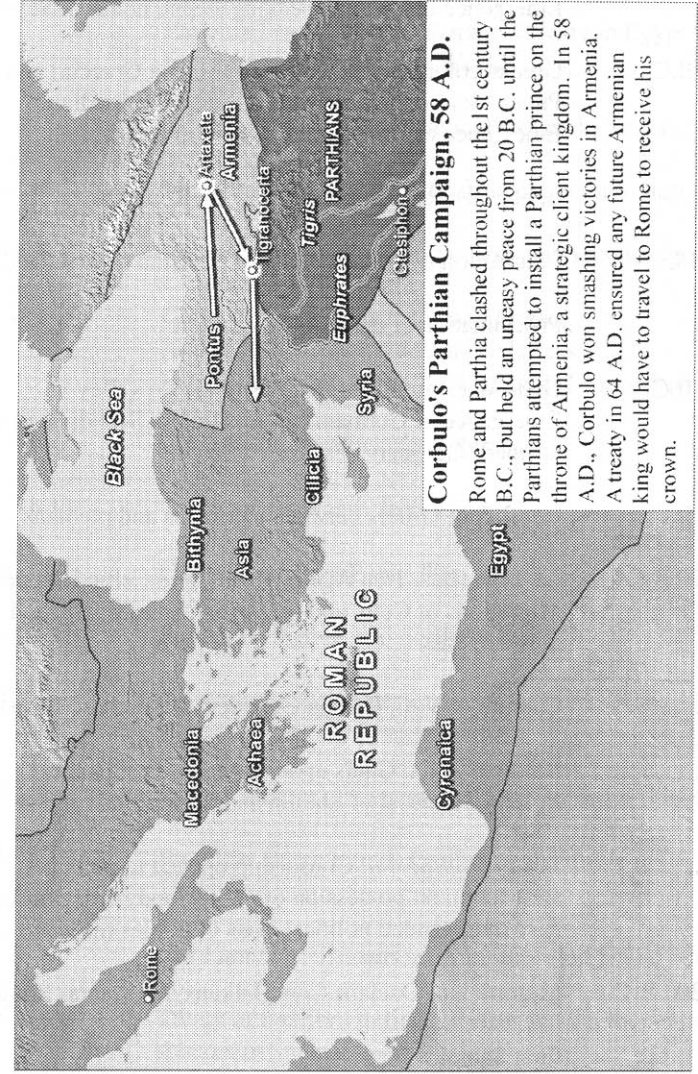 Black Sea
Pontus
Attaxata
Armenia
Tigranocetta
Tigris
PARTHIANS
Euphrates
Ctesiphon
Syria
Cilicia
Bithynia
Asia
Macedonia
Achaea
ROMAN
REPUBLIC
Cyrenaica
Egypt
Rome
Corbulo's Parthian Campaign, 58 A.D.
Rome and Parthia clashed throughout the1st century
B.C., but held an uneasy peace from 20 B.C. until the
Parthians attempted to install a Parthian prince on the
throne of Armenia, a strategic client kingdom. In 58
A.D., Corbulo won smashing victories in Armenia.
A treaty in 64 A.D. ensured any future Armenian
king would have to travel to Rome to receive his
crown.